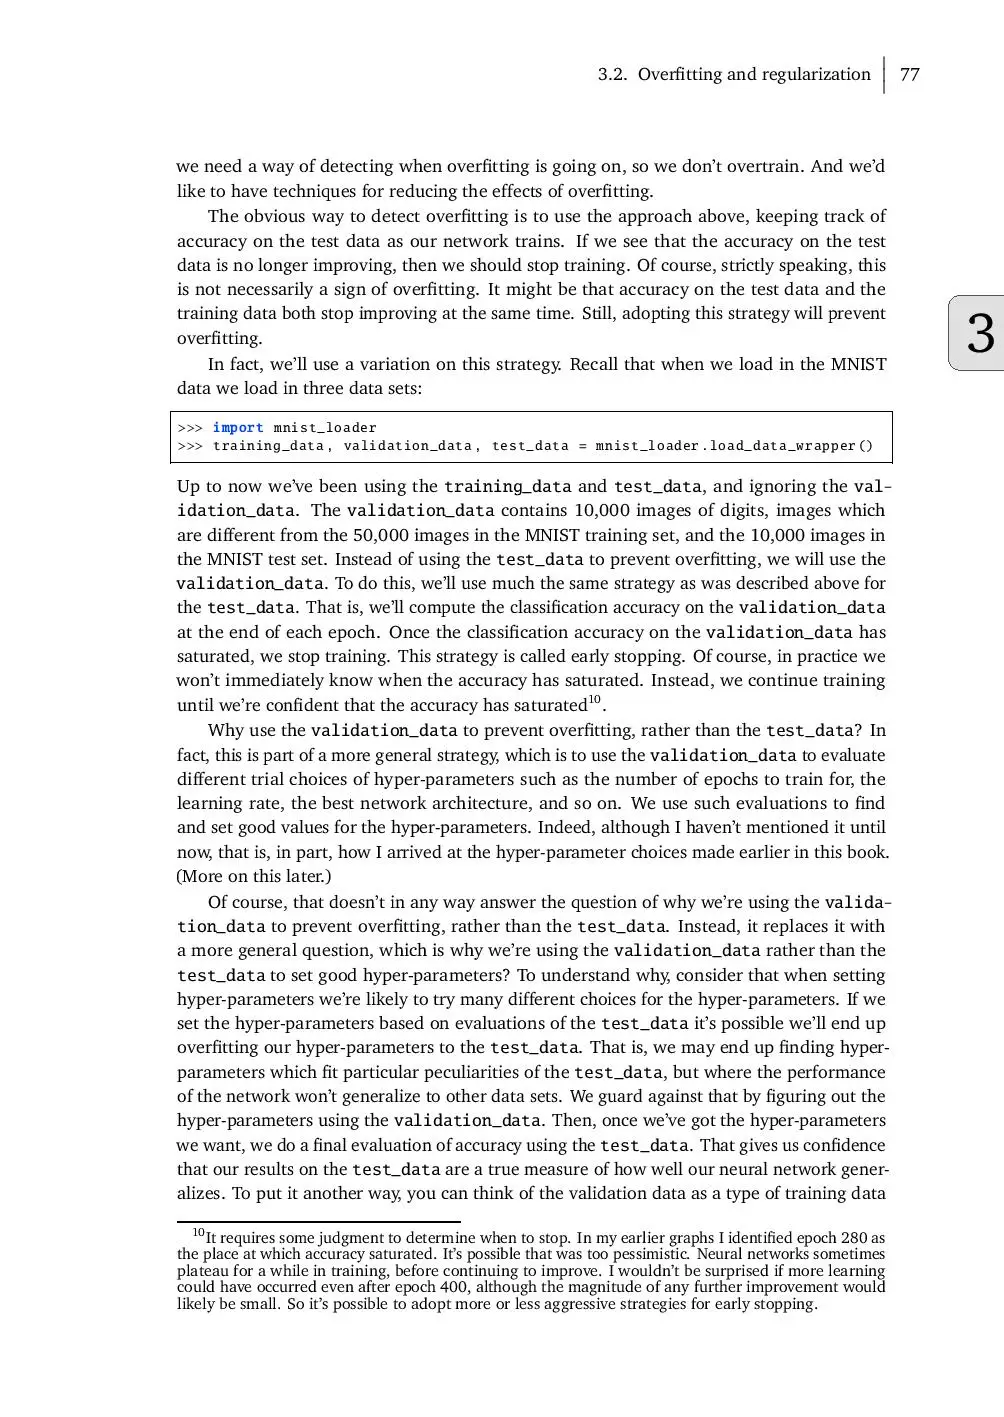 3.2. Overfitting and regularization 77
we need a way of detecting when overfitting is going on, so we don't overtrain. And we'd
like to have techniques for reducing the effects of overfitting.
The obvious way to detect overfitting is to use the approach above, keeping track of
accuracy on the test data as our network trains. If we see that the accuracy on the test
data is no longer improving, then we should stop training. Of course, strictly speaking, this
is not necessarily a sign of overfitting. It might be that accuracy on the test data and the
training data both stop improving at the same time. Still, adopting this strategy will prevent
overfitting.
3
In fact, we'll use a variation on this strategy. Recall that when we load in the MNIST
data we load in three data sets:
>>> import mnist_loader
>>> training_data, validation_data, test_data = mnist_loader.load_data_wrapper()
Up to now we've been using the training_data and test_data, and ignoring the val-
idation_data. The validation_data contains 10,000 images of digits, images which
are different from the 50,000 images in the MNIST training set, and the 10,000 images in
the MNIST test set. Instead of using the test_data to prevent overfitting, we will use the
validation_data. To do this, we'll use much the same strategy as was described above for
the test_data. That is, we'll compute the classification accuracy on the validation_data
at the end of each epoch. Once the classification accuracy on the validation_data has
saturated, we stop training. This strategy is called early stopping. Of course, in practice we
won't immediately know when the accuracy has saturated. Instead, we continue training
until we're confident that the accuracy has saturated10.
Why use the validation_data to prevent overfitting, rather than the test_data? In
fact, this is part of a more general strategy, which is to use the validation_data to evaluate
different trial choices of hyper-parameters such as the number of epochs to train for, the
learning rate, the best network architecture, and so on. We use such evaluations to find
and set good values for the hyper-parameters. Indeed, although I haven't mentioned it until
now, that is, in part, how I arrived at the hyper-parameter choices made earlier in this book.
(More on this later.)
Of course, that doesn't in any way answer the question of why we're using the valida-
tion_data to prevent overfitting, rather than the test_data. Instead, it replaces it with
a more general question, which is why we're using the validation_data rather than the
test_data to set good hyper-parameters? To understand why, consider that when setting
hyper-parameters we're likely to try many different choices for the hyper-parameters. If we
set the hyper-parameters based on evaluations of the test_data it's possible we'll end up
overfitting our hyper-parameters to the test_data. That is, we may end up finding hyper-
parameters which fit particular peculiarities of the test_data, but where the performance
of the network won't generalize to other data sets. We guard against that by figuring out the
hyper-parameters using the validation_data. Then, once we've got the hyper-parameters
we want, we do a final evaluation of accuracy using the test_data. That gives us confidence
that our results on the test_data are a true measure of how well our neural network gener-
alizes. To put it another way, you can think of the validation data as a type of training data
10It requires some judgment to determine when to stop. In my earlier graphs I identified epoch 280 as
the place at which accuracy saturated. It's possible that was too pessimistic. Neural networks sometimes
plateau for a while in training, before continuing to improve. I wouldn't be surprised if more learning
could have occurred even after epoch 400, although the magnitude of any further improvement would
likely be small. So it's possible to adopt more or less aggressive strategies for early stopping.